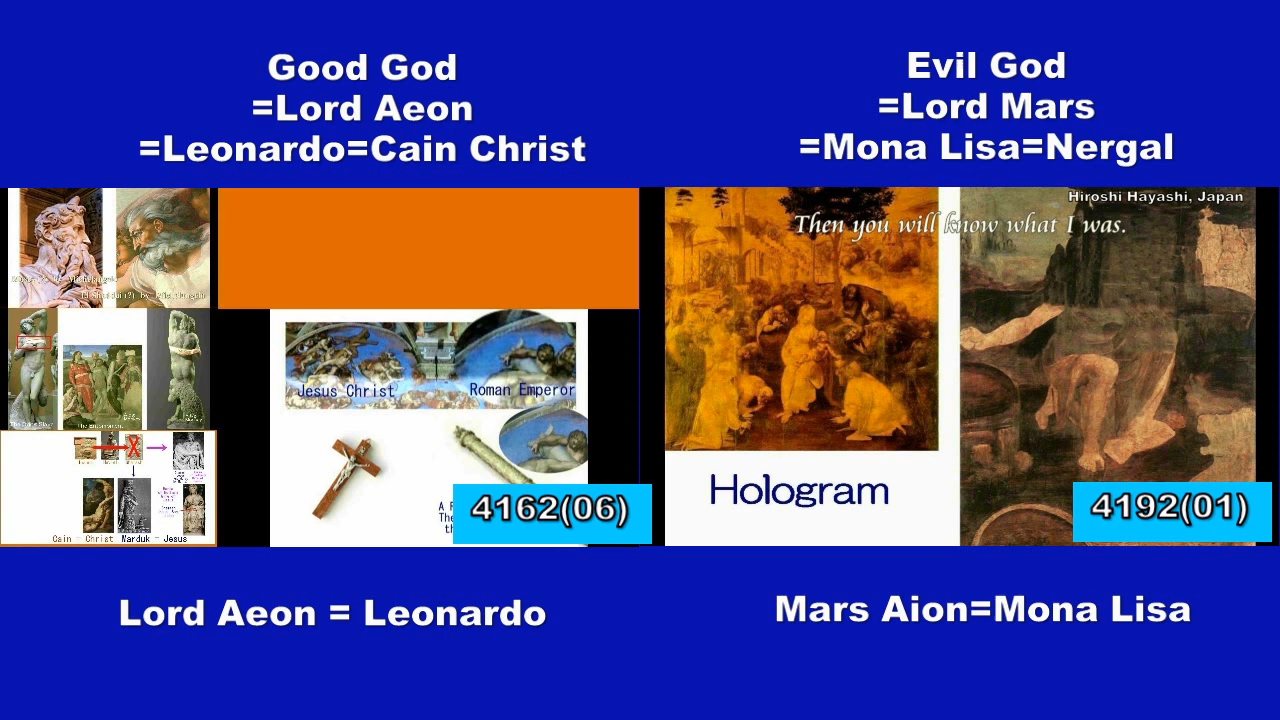 Good God
=Lord Aeon
=Leonardo=Cain Christ
Evil God
=Lord Mars
=Mona Lisa=Nergal
Hiroshi Hayashi, Japan
Then you will know what I was.
Jesus Christ
Roman Emperor
Hologram
4162(06)
4192(01)
Cain = Christ Marduk = Jesus
Lord Aeon = Leonardo
Mars Aion=Mona Lisa